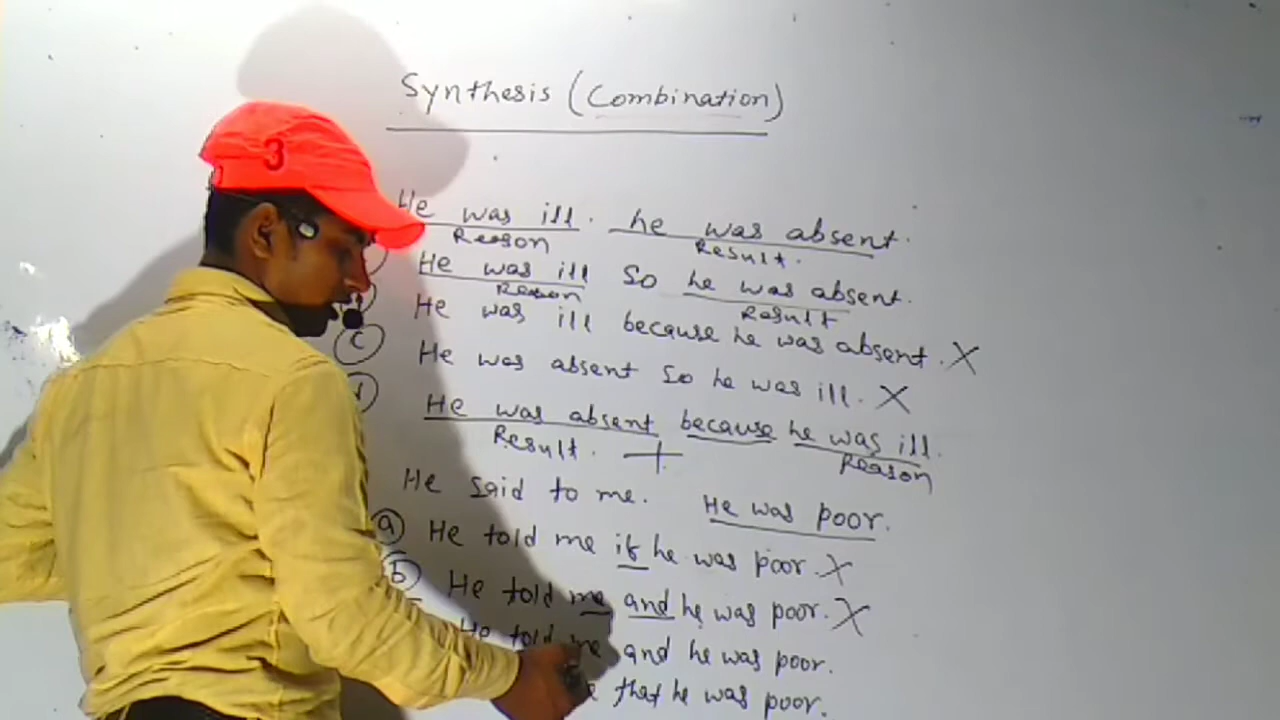 Synthesis (Combination)
3
He was ill. he was absent.
Reason Result.
He was ill So he was absent.
Reason Result
He was ill because he was absent. X
(c) He was absent So he was ill. X
(d) He was absent because he was ill.
Result. + Reason
He said to me. He was poor.
(a) He told me if he was poor. X
(b) He told me and he was poor. X
He told me and he was poor.
that he was poor.